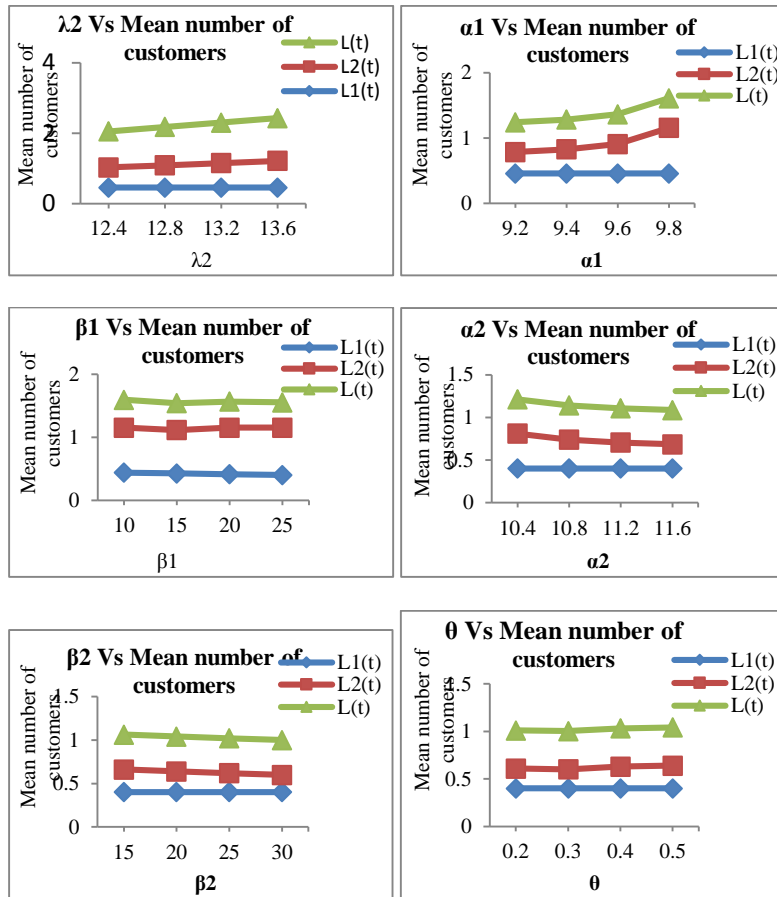 λ2 Vs Mean number of
customers
L(t)
L2(t)
L1(t)
Mean number of
customers
4
2
0
12.4 12.8 13.2 13.6
λ2
α1 Vs Mean number of
customers
L1(t)
L2(t)
L(t)
Mean number of
customers
2
1
0
9.2 9.4 9.6 9.8
α1
β1 Vs Mean number of
customers
L1(t)
L2(t)
L(t)
Mean number of
customers
2
1
0
10 15 20 25
β1
α2 Vs Mean number of
customers
L1(t)
L2(t)
L(t)
Mean number of
customers
1.5
1
0.5
0
10.4 10.8 11.2 11.6
α2
β2 Vs Mean number of
customers
L1(t)
L2(t)
L(t)
Mean number of
customers
1.5
1
0.5
0
15 20 25 30
β2
θ Vs Mean number of
customers
L1(t)
L2(t)
L(t)
Mean number of
customers
1.5
1
0.5
0
0.2 0.3 0.4 0.5
θ